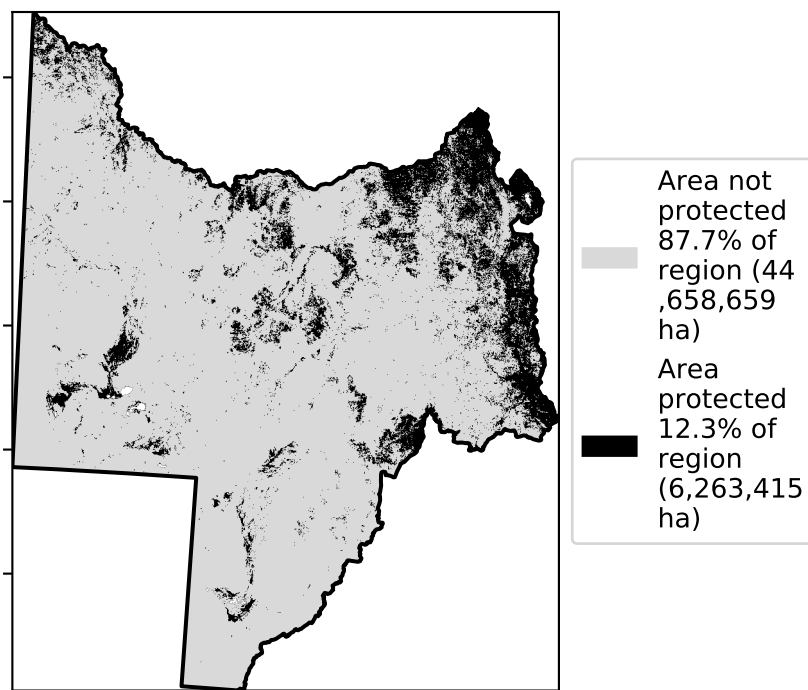 Area not
protected
87.7% of
region (44
,658,659
ha)
Area
protected
12.3% of
region
(6,263,415
ha)